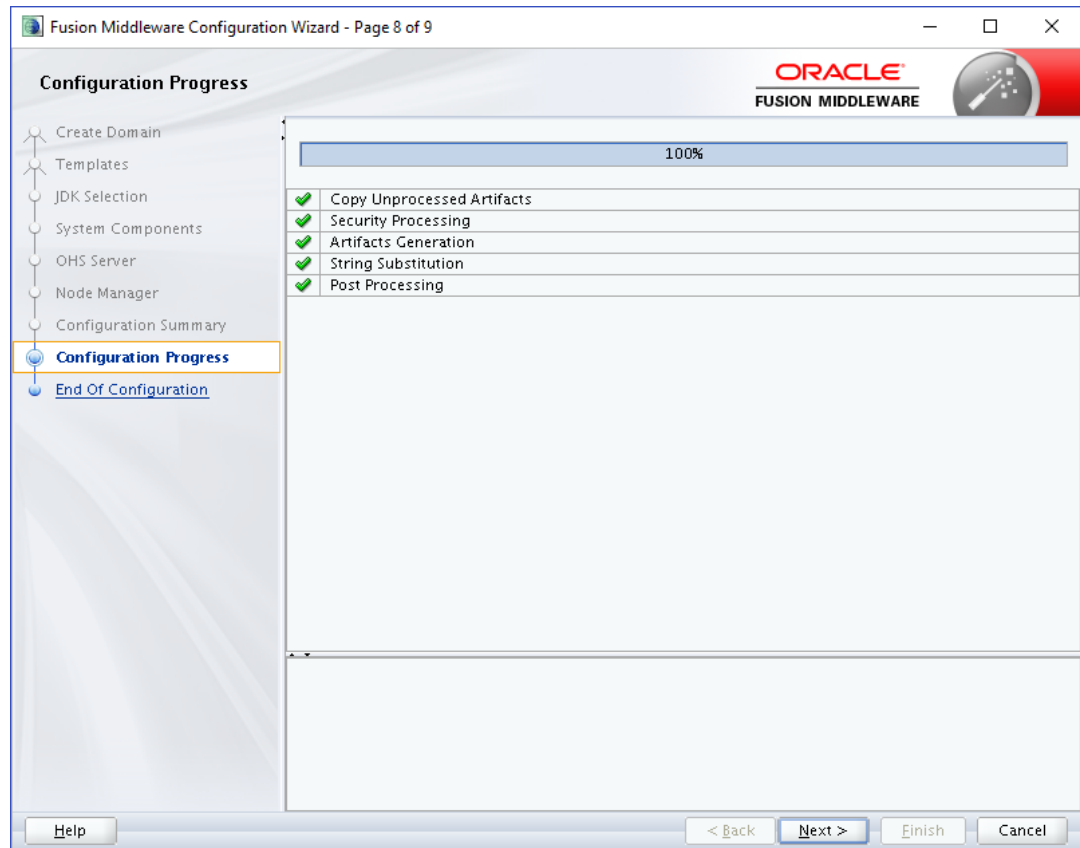 Fusion Middleware Configuration Wizard - Page 8 of 9
Configuration Progress
ORACLE®
FUSION MIDDLEWARE
Create Domain
Templates
JDK Selection
System Components
OHS Server
Node Manager
Configuration Summary
Configuration Progress
End Of Configuration
100%
Copy Unprocessed Artifacts
Security Processing
Artifacts Generation
String Substitution
Post Processing
Help
< Back
Next >
Finish
Cancel